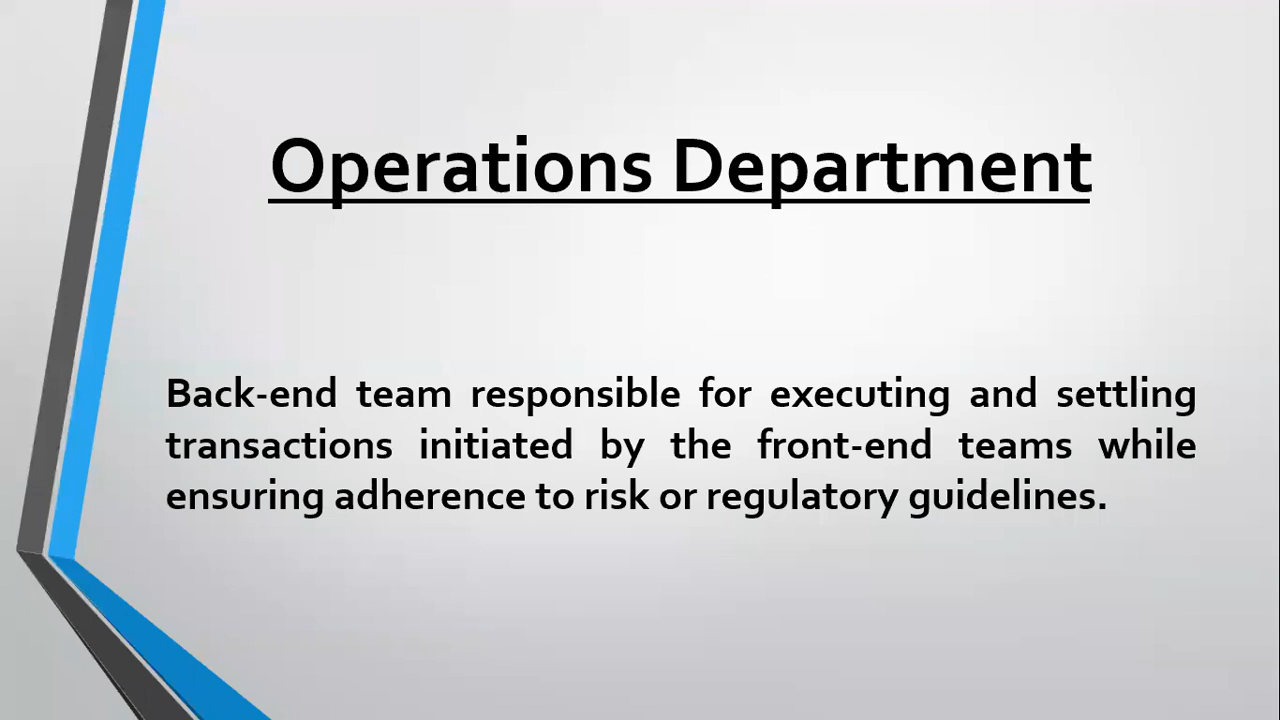 Operations Department
Back-end team responsible for executing and settling
transactions initiated by the front-end teams while
ensuring adherence to risk or regulatory guidelines.